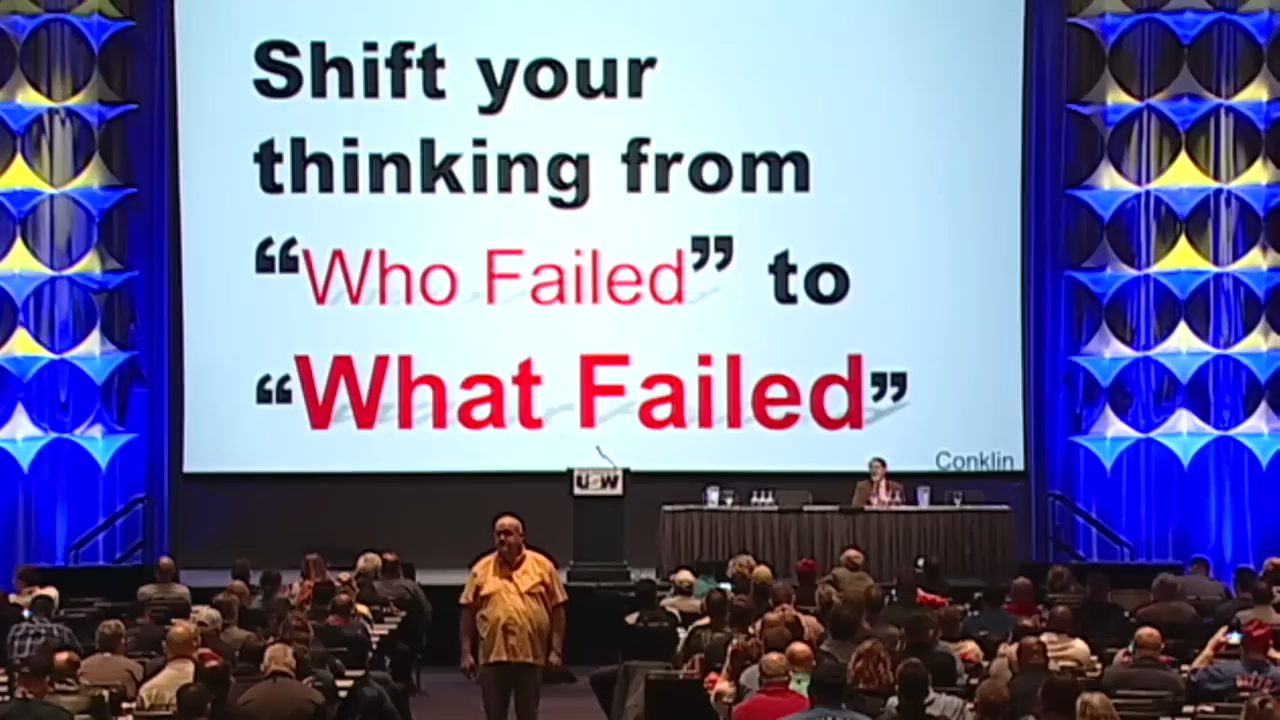 Shift your
thinking from
“Who Failed” to
“What Failed”
Conklin
USW